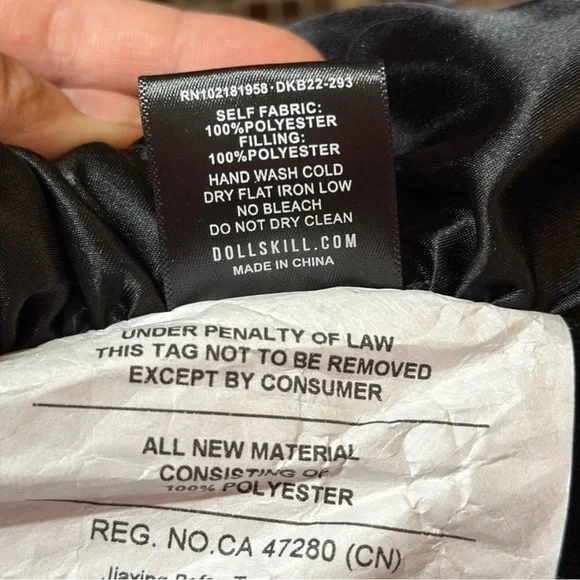 RN102181958·DKB22-293
SELF FABRIC:
100%POLYESTER
FILLING:
100%POLYESTER
HAND WASH COLD
DRY FLAT IRON LOW
NO BLEACH
DO NOT DRY CLEAN
DOLLSKILL.COM
MADE IN CHINA
UNDER PENALTY OF LAW
THIS TAG NOT TO BE REMOVED
EXCEPT BY CONSUMER
ALL NEW MATERIAL
CONSISTING OF
100% POLYESTER
REG. NO.CA 47280 (CN)